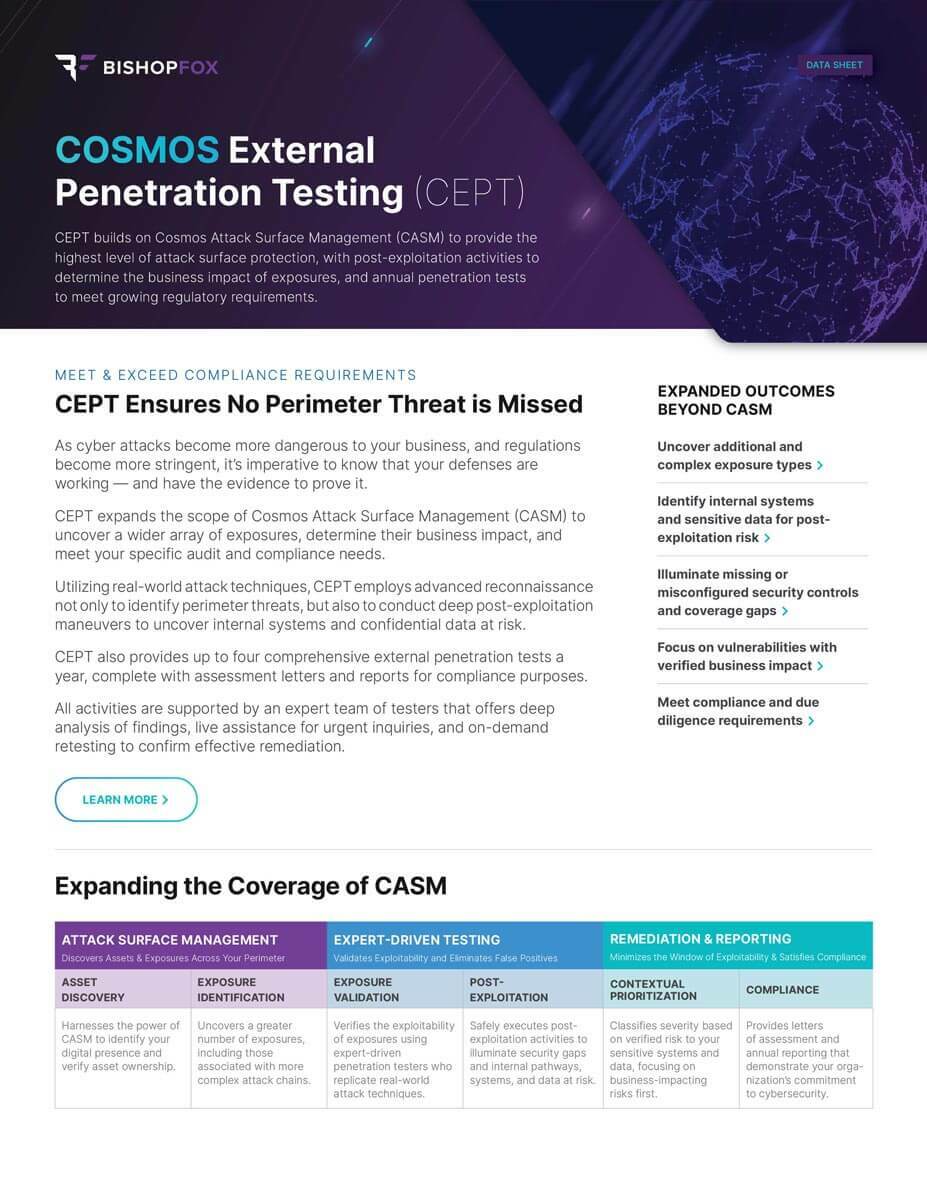 BISHOPFOX
DATA SHEET
COSMOS External
Penetration Testing (CEPT)
CEPT builds on Cosmos Attack Surface Management (CASM) to provide the
highest level of attack surface protection, with post-exploitation activities to
determine the business impact of exposures, and annual penetration tests
to meet growing regulatory requirements.
MEET & EXCEED COMPLIANCE REQUIREMENTS
CEPT Ensures No Perimeter Threat is Missed
As cyber attacks become more dangerous to your business, and regulations
become more stringent, it’s imperative to know that your defenses are
working — and have the evidence to prove it.
CEPT expands the scope of Cosmos Attack Surface Management (CASM) to
uncover a wider array of exposures, determine their business impact, and
meet your specific audit and compliance needs.
Utilizing real-world attack techniques, CEPT employs advanced reconnaissance
not only to identify perimeter threats, but also to conduct deep post-exploitation
maneuvers to uncover internal systems and confidential data at risk.
CEPT also provides up to four comprehensive external penetration tests a
year, complete with assessment letters and reports for compliance purposes.
All activities are supported by an expert team of testers that offers deep
analysis of findings, live assistance for urgent inquiries, and on-demand
retesting to confirm effective remediation.
LEARN MORE
EXPANDED OUTCOMES
BEYOND CASM
Uncover additional and
complex exposure types
Identify internal systems
and sensitive data for post-
exploitation risk
Illuminate missing or
misconfigured security controls
and coverage gaps
Focus on vulnerabilities with
verified business impact
Meet compliance and due
diligence requirements
Expanding the Coverage of CASM
ATTACK SURFACE MANAGEMENT
Discovers Assets & Exposures Across Your Perimeter
EXPERT-DRIVEN TESTING
Validates Exploitability and Eliminates False Positives
REMEDIATION & REPORTING
Minimizes the Window of Exploitability & Satisfies Compliance
ASSET
DISCOVERY
EXPOSURE
IDENTIFICATION
EXPOSURE
VALIDATION
POST-
EXPLOITATION
CONTEXTUAL
PRIORITIZATION
COMPLIANCE
Harnesses the power of
CASM to identify your
digital presence and
verify asset ownership.
Uncovers a greater
number of exposures,
including those
associated with more
complex attack chains.
Verifies the exploitability
of exposures using
expert-driven
penetration testers who
replicate real-world
attack techniques.
Safely executes post-
exploitation activities to
illuminate security gaps
and internal pathways,
systems, and data at risk.
Classifies severity based
on verified risk to your
sensitive systems and
data, focusing on
business-impacting
risks first.
Provides letters
of assessment and
annual reporting that
demonstrate your orga-
nization’s commitment
to cybersecurity.